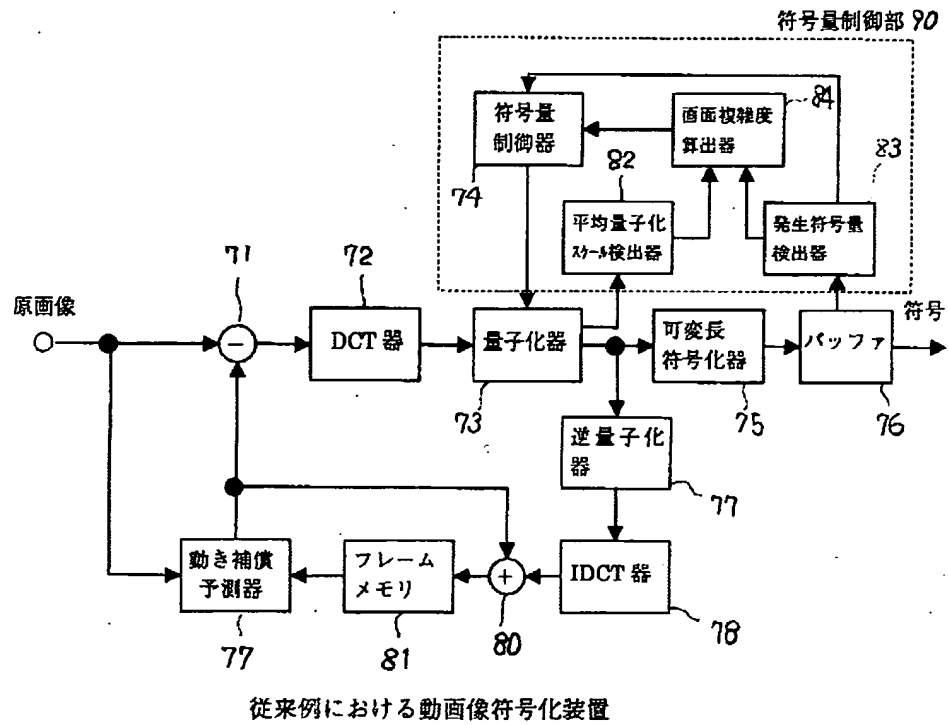 符号量制御部 90
符号量
制御器
74
画面複雑度
算出器
84
82
平均量子化
スケール検出器
83
発生符号量
検出器
原画像
71
−
72
DCT 器
量子化器
73
可変長
符号化器
75
バッファ
76
符号
逆量子化
器
77
IDCT 器
78
+
80
フレーム
メモリ
81
動き補償
予測器
77
従来例における動画像符号化装置